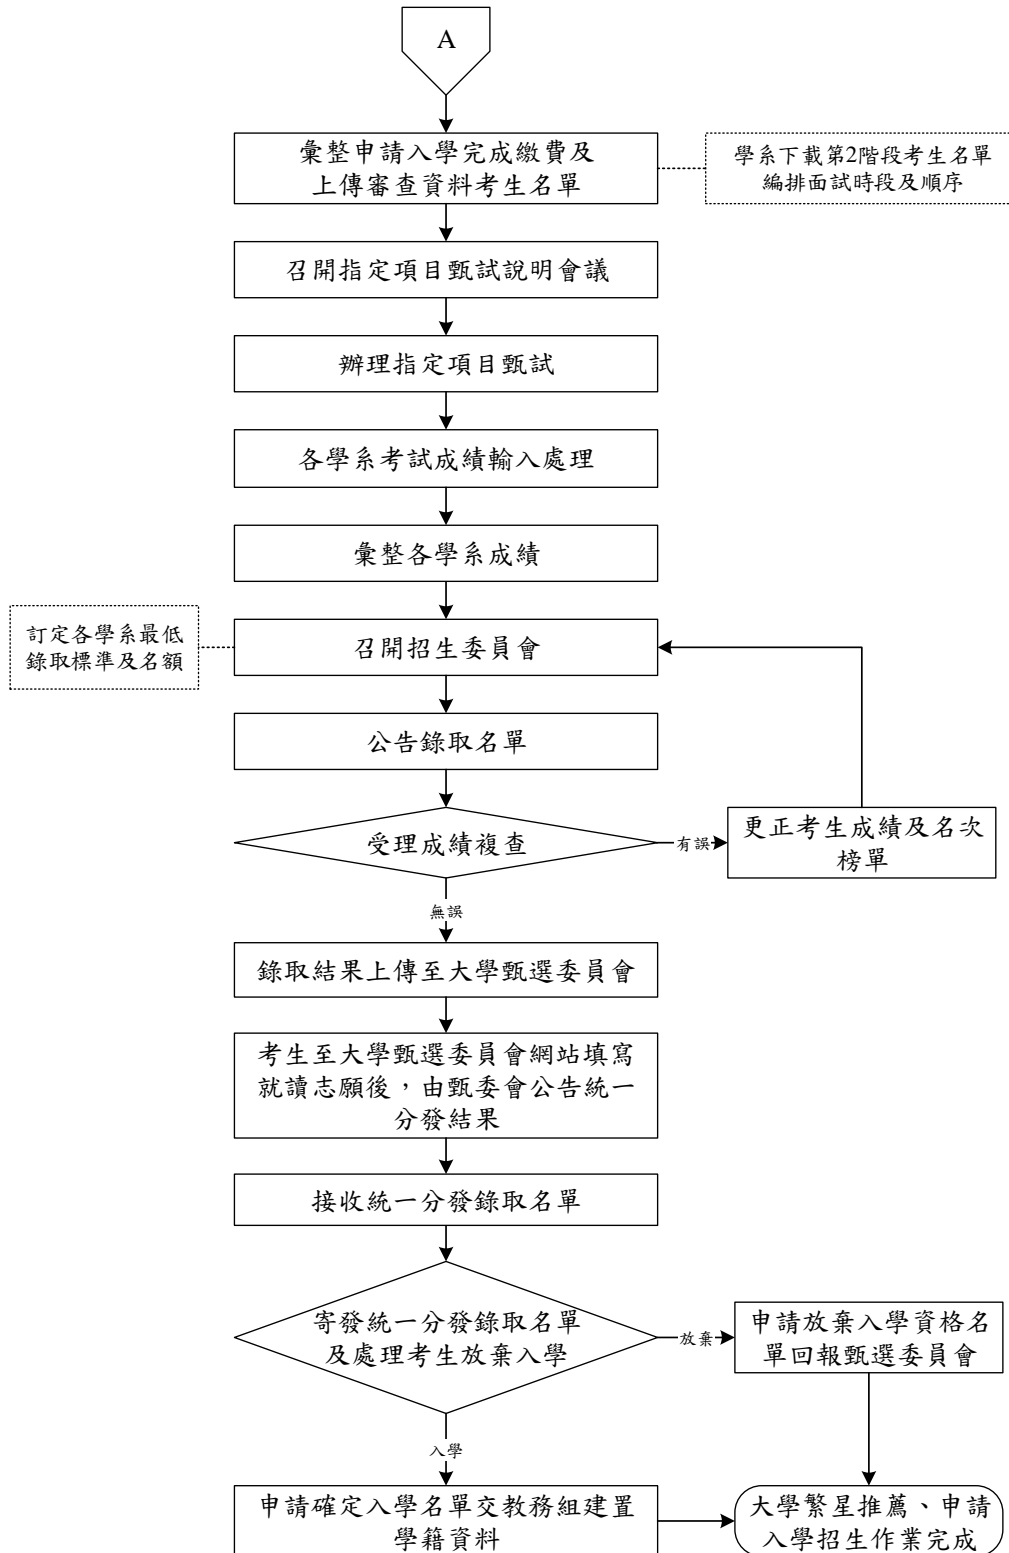 A
彙整申請入學完成繳費及
上傳審查資料考生名單
學系下載第2階段考生名單
編排面試時段及順序
召開指定項目甄試說明會議
辦理指定項目甄試
各學系考試成績輸入處理
彙整各學系成績
訂定各學系最低
錄取標準及名額
召開招生委員會
公告錄取名單
受理成績複查
有誤
更正考生成績及名次
榜單
無誤
錄取結果上傳至大學甄選委員會
考生至大學甄選委員會網站填寫
就讀志願後，由甄委會公告統一
分發結果
接收統一分發錄取名單
寄發統一分發錄取名單
及處理考生放棄入學
放棄
申請放棄入學資格名
單回報甄選委員會
入學
申請確定入學名單交教務組建置
學籍資料
大學繁星推薦、申請
入學招生作業完成